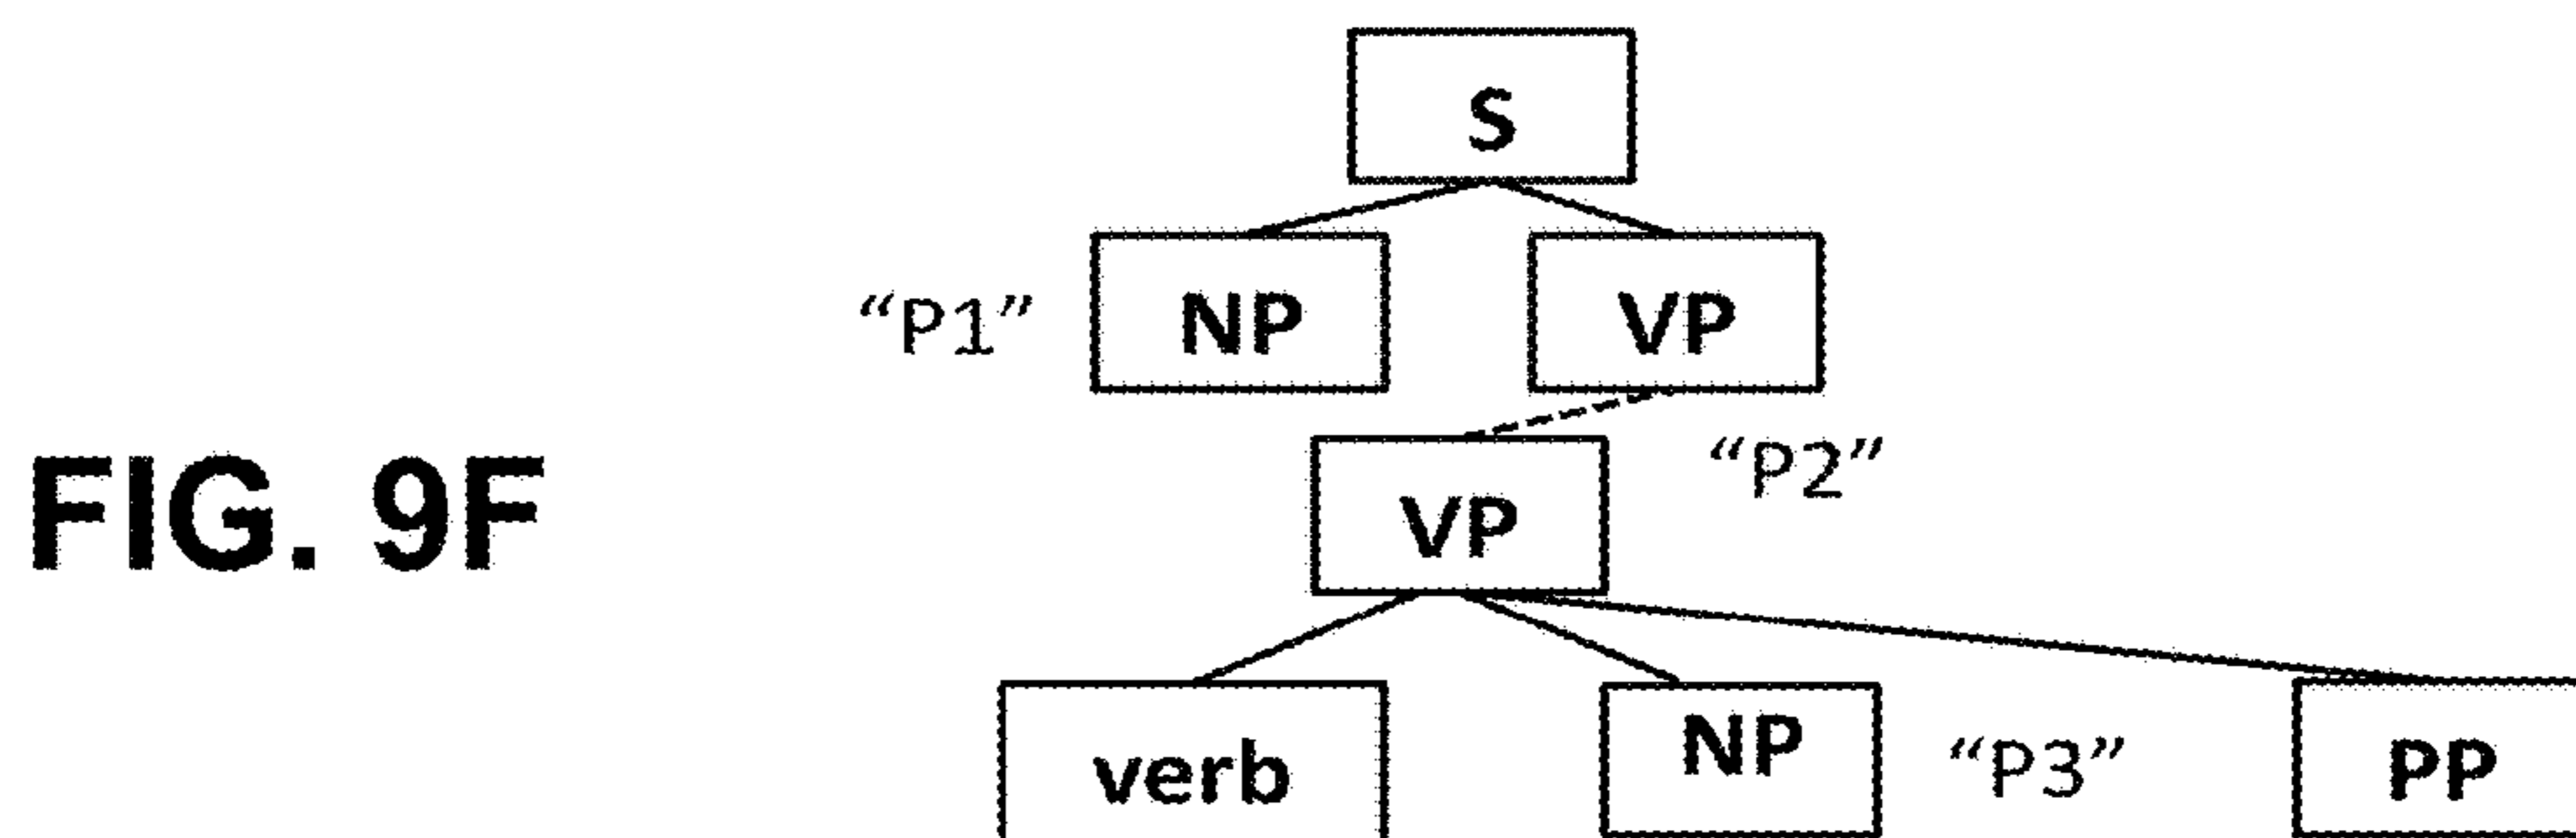 S
"P1" NP VP
FIG. 9F
VP “P2”
verb NP “P3” PP